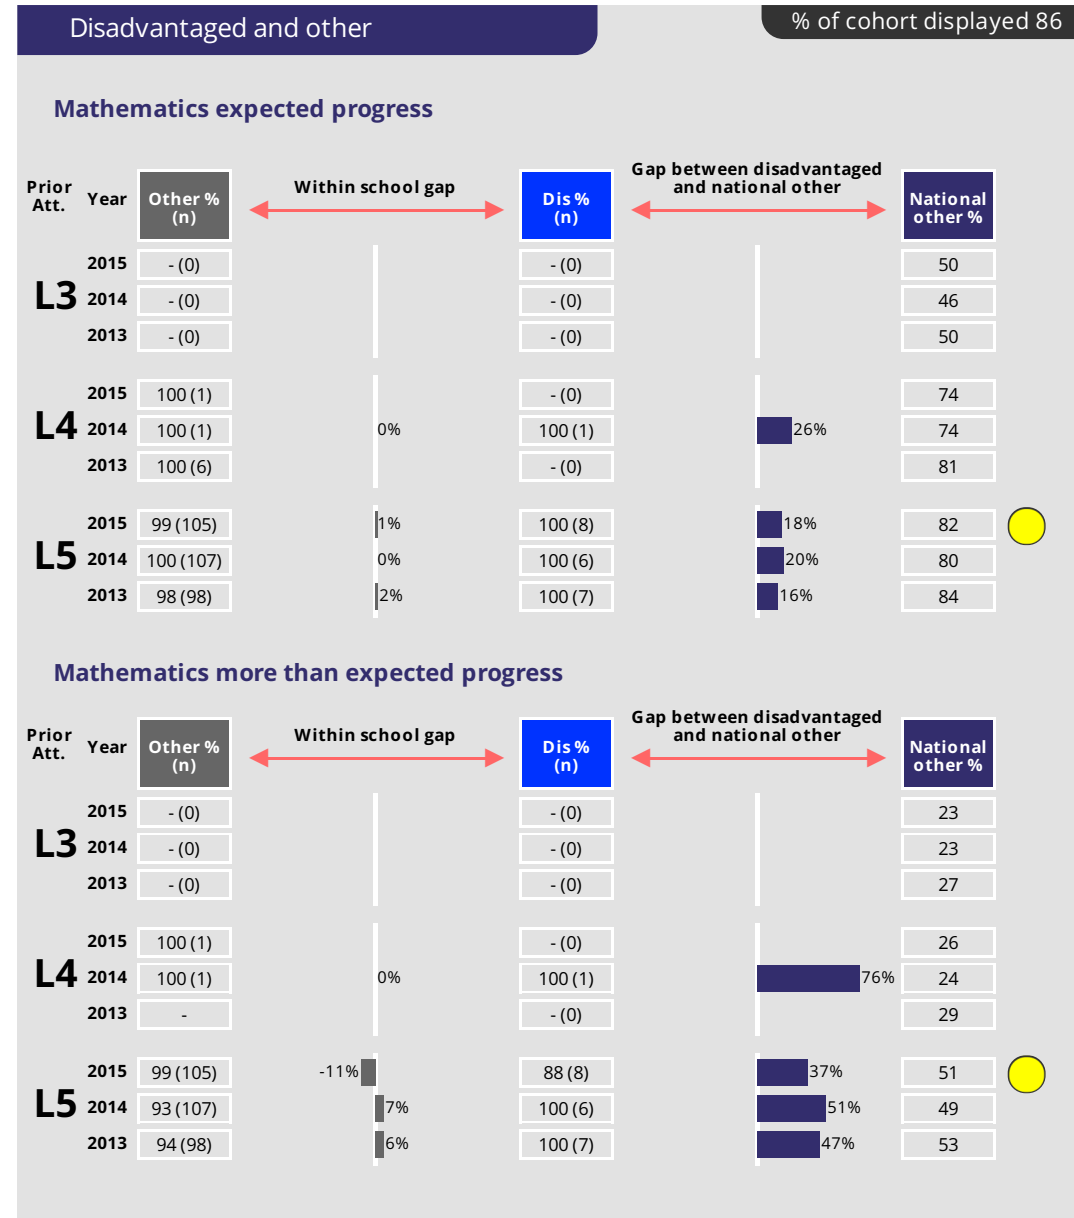 Disadvantaged and other
% of cohort displayed 86
Mathematics expected progress
Prior Att. Year Other % (n) Within school gap Dis % (n) Gap between disadvantaged and national other National other %
L3
2015 - (0) - (0) 50
2014 - (0) - (0) 46
2013 - (0) - (0) 50
L4
2015 100 (1) - (0) 74
2014 100 (1) 0% 100 (1) 26% 74
2013 100 (6) - (0) 81
L5
2015 99 (105) 1% 100 (8) 18% 82
2014 100 (107) 0% 100 (6) 20% 80
2013 98 (98) 2% 100 (7) 16% 84
Mathematics more than expected progress
Prior Att. Year Other % (n) Within school gap Dis % (n) Gap between disadvantaged and national other National other %
L3
2015 - (0) - (0) 23
2014 - (0) - (0) 23
2013 - (0) - (0) 27
L4
2015 100 (1) - (0) 26
2014 100 (1) 0% 100 (1) 76% 24
2013 - - (0) 29
L5
2015 99 (105) -11% 88 (8) 37% 51
2014 93 (107) 7% 100 (6) 51% 49
2013 94 (98) 6% 100 (7) 47% 53